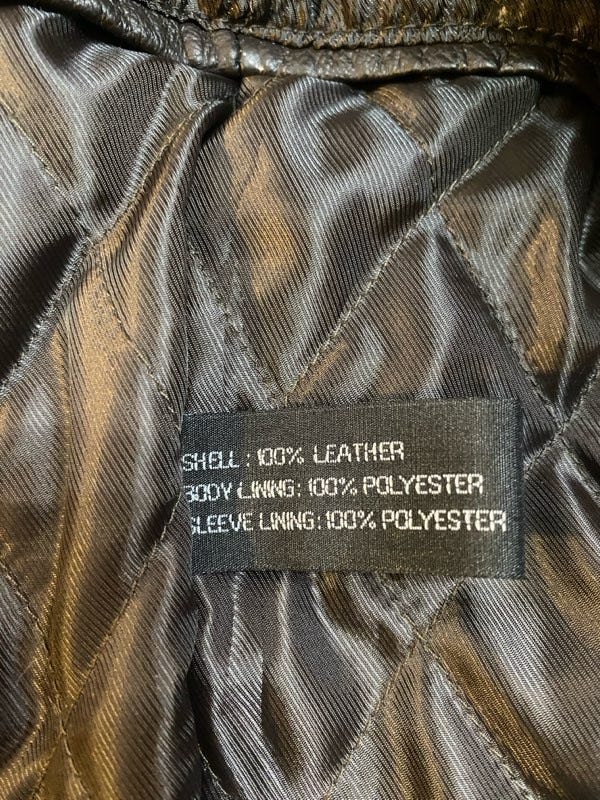 SHELL : 100% LEATHER
BODY LINING: 100% POLYESTER
SLEEVE LINING: 100% POLYESTER